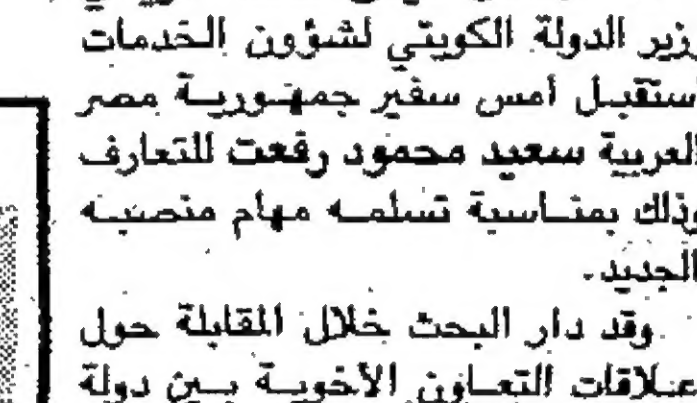 وزير الدولة الكويتي لشؤون الخدمات
استقبل أمس سفير جمهورية مصر
العربية سعيد محمود رفعت للتعارف
وذلك بمناسبة تسلمه مهام منصبه
الجديد.
وقد دار البحث خلال المقابلة حول
علاقات التعاون الأخوية بين دولة